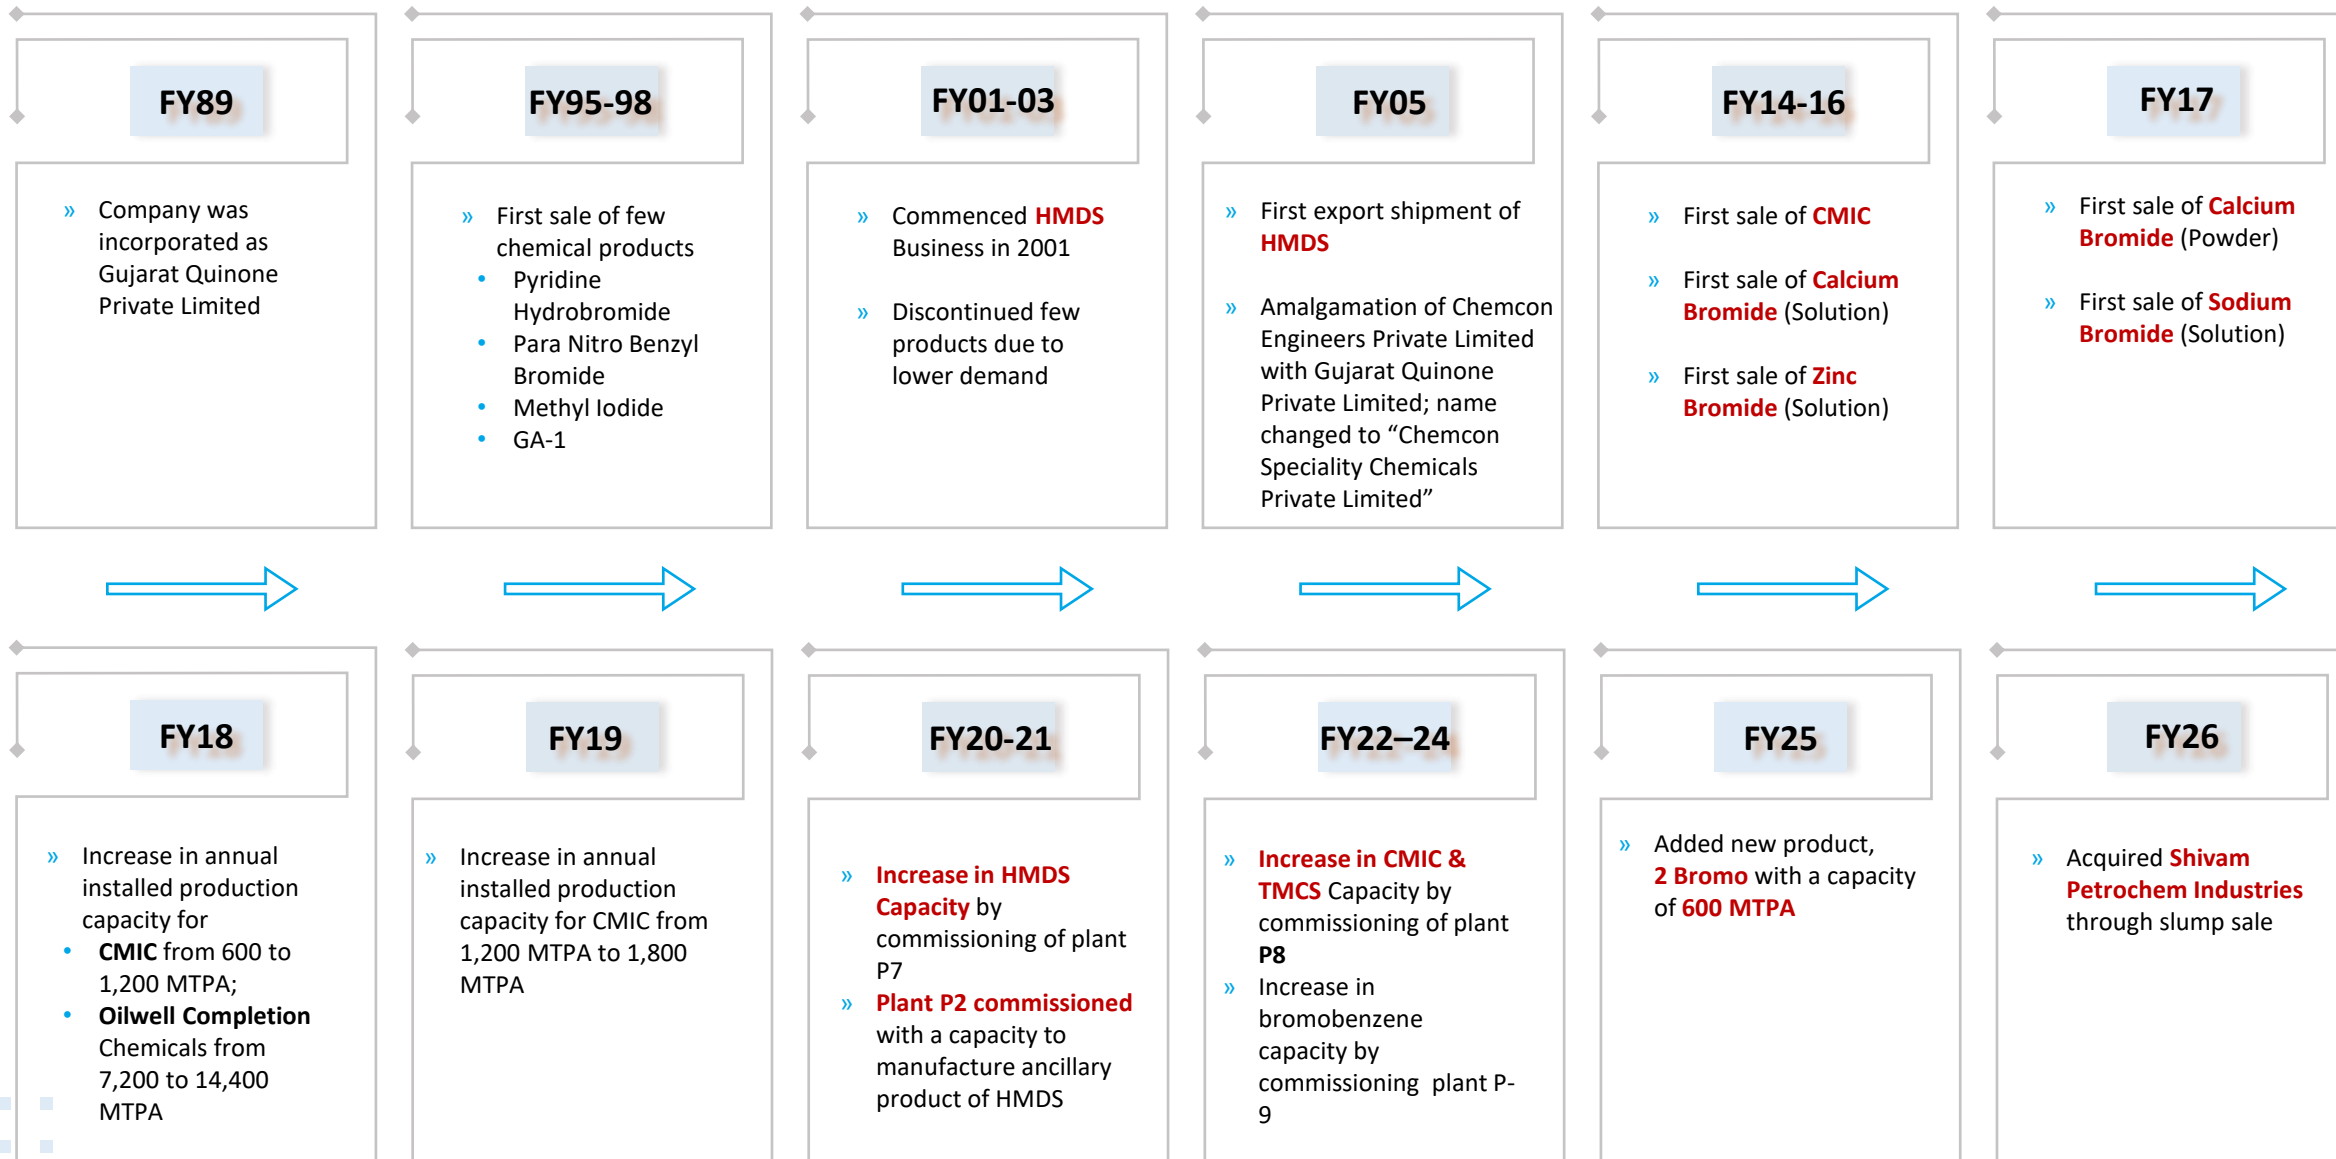 FY89
» Company was
incorporated as
Gujarat Quinone
Private Limited
FY95-98
» First sale of few
chemical products
• Pyridine
Hydrobromide
• Para Nitro Benzyl
Bromide
• Methyl Iodide
• GA-1
FY01-03
» Commenced HMDS
Business in 2001
» Discontinued few
products due to
lower demand
FY05
» First export shipment of
HMDS
» Amalgamation of Chemcon
Engineers Private Limited
with Gujarat Quinone
Private Limited; name
changed to “Chemcon
Speciality Chemicals
Private Limited”
FY14-16
» First sale of CMIC
» First sale of Calcium
Bromide (Solution)
» First sale of Zinc
Bromide (Solution)
FY17
» First sale of Calcium
Bromide (Powder)
» First sale of Sodium
Bromide (Solution)
FY18
» Increase in annual
installed production
capacity for
• CMIC from 600 to
1,200 MTPA;
• Oilwell Completion
Chemicals from
7,200 to 14,400
MTPA
FY19
» Increase in annual
installed production
capacity for CMIC from
1,200 MTPA to 1,800
MTPA
FY20-21
» Increase in HMDS
Capacity by
commissioning of plant
P7
» Plant P2 commissioned
with a capacity to
manufacture ancillary
product of HMDS
FY22–24
» Increase in CMIC &
TMCS Capacity by
commissioning of plant
P8
» Increase in
bromobenzene
capacity by
commissioning plant P-
9
FY25
» Added new product,
2 Bromo with a capacity
of 600 MTPA
FY26
» Acquired Shivam
Petrochem Industries
through slump sale